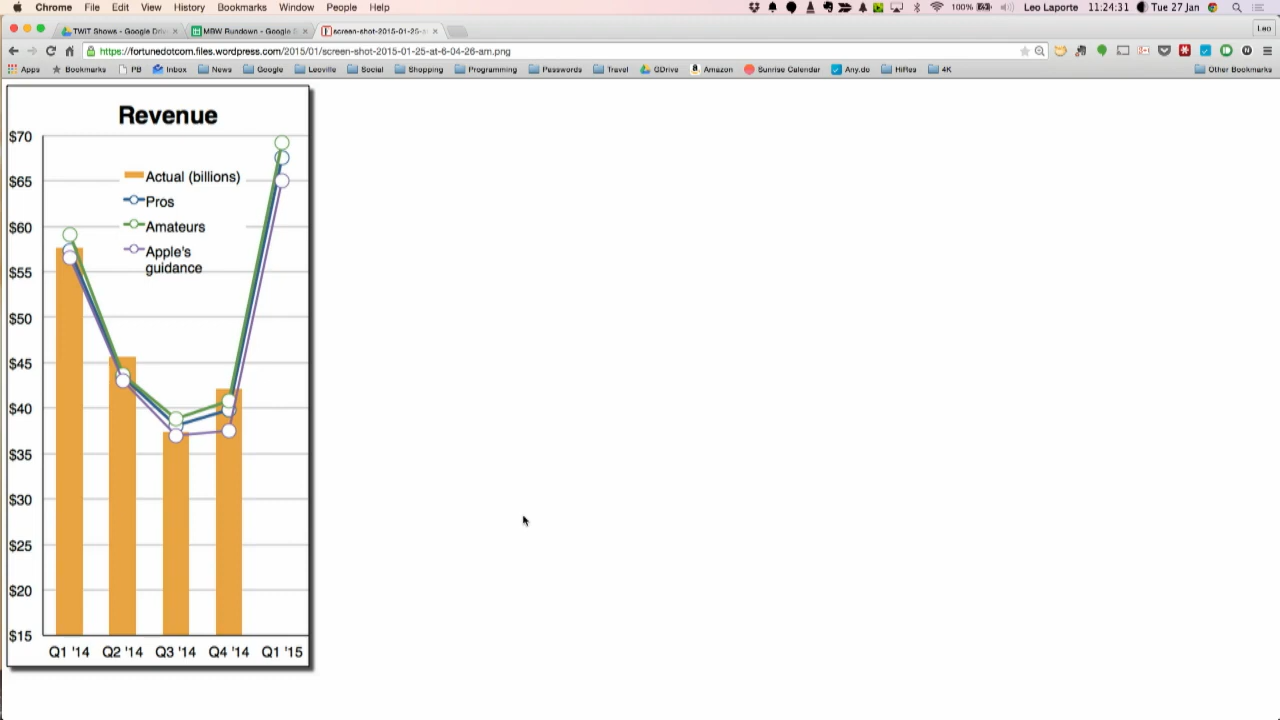 Chrome File Edit View History Bookmarks Window People Help 100% Leo Laporte 11:24:31 Tue 27 Jan
TWiT Shows - Google Driv MBW Rundown - Google S screen-shot-2015-01-25-a Leo
https://fortunedotcom.files.wordpress.com/2015/01/screen-shot-2015-01-25-at-6-04-26-am.png
Apps Bookmarks PB Inbox News Google Leoville Social Shopping Programming Passwords Travel GDrive Amazon Sunrise Calendar Any.do HiRes 4K Other Bookmarks
Revenue
$70
Actual (billions)
$65
Pros
$60
Amateurs
Apple's
guidance
$55
$50
$45
$40
$35
$30
$25
$20
$15
Q1 '14 Q2 '14 Q3 '14 Q4 '14 Q1 '15